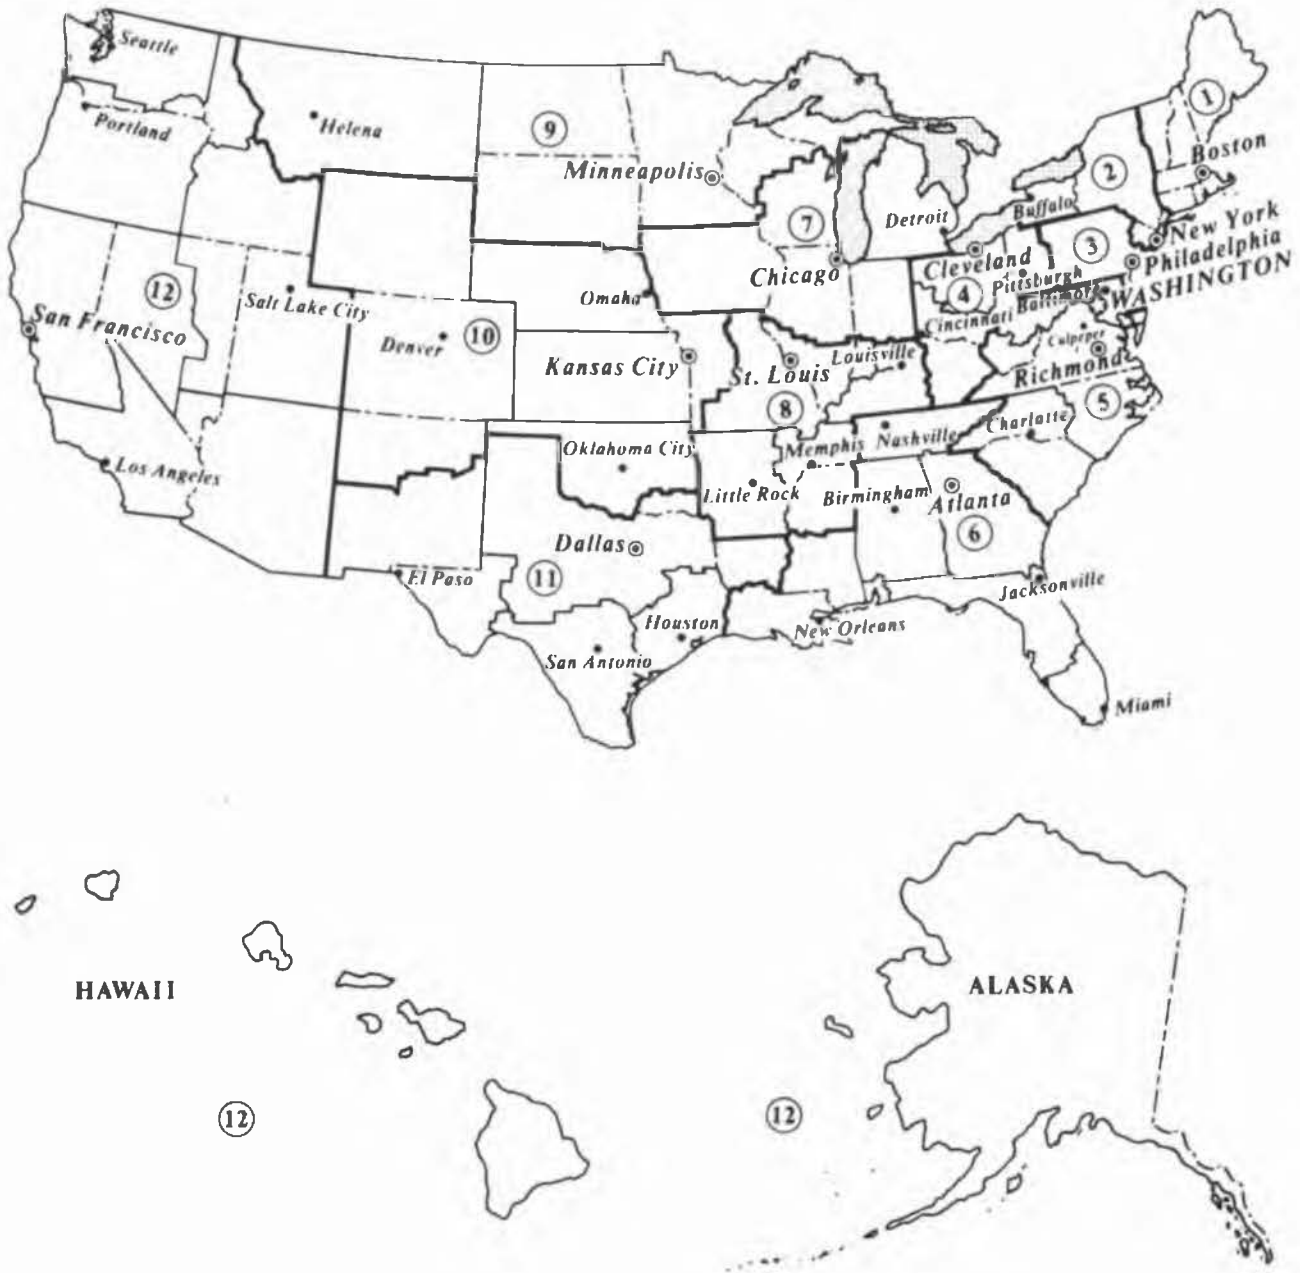 Seattle
Portland
Helena
9
Minneapolis
1
Boston
2
Buffalo
Detroit
7
New York
3
Philadelphia
Cleveland
Pittsburgh
Chicago
WASHINGTON
Baltimore
4
Cincinnati
12
Salt Lake City
Omaha
San Francisco
Denver
10
Culpeper
Louisville
Richmond
Kansas City
St. Louis
8
5
Charlotte
Memphis
Nashville
Oklahoma City
Los Angeles
Little Rock
Birmingham
Atlanta
6
Dallas
El Paso
11
Jacksonville
Houston
New Orleans
San Antonio
Miami
HAWAII
ALASKA
12
12